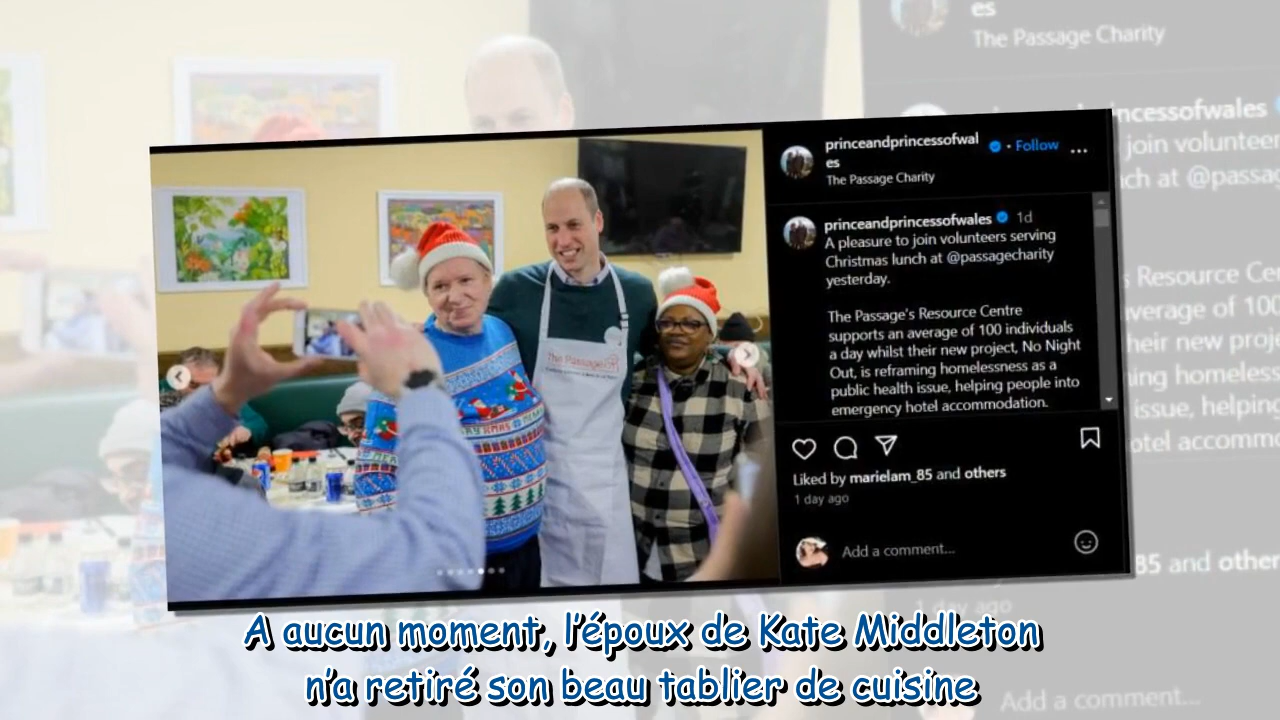 princeandprincessofwal
es
• Follow
...
The Passage Charity
princeandprincessofwales 1d
A pleasure to join volunteers serving
Christmas lunch at @passagecharity
yesterday.
The Passage's Resource Centre
supports an average of 100 individuals
a day whilst their new project, No Night
Out, is reframing homelessness as a
public health issue, helping people into
emergency hotel accommodation.
Liked by marielam_85 and others
1 day ago
Add a comment...
The Passage
A aucun moment, l'époux de Kate Middleton
n'a retiré son beau tablier de cuisine